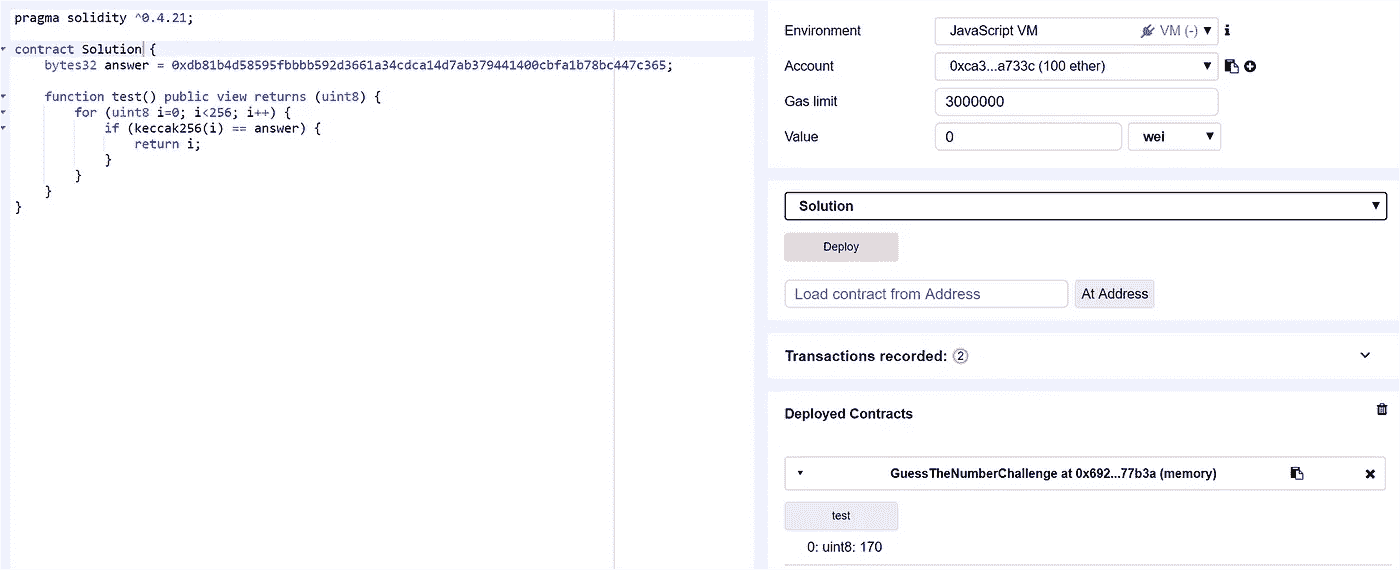 pragma solidity ^0.4.21;
contract Solution {
bytes32 answer = 0xdb81b4d58595fbbbb592d3661a34cdca14d7ab379441400cbfa1b78bc447c365;
function test() public view returns (uint8) {
for (uint8 i=0; i<256; i++) {
if (keccak256(i) == answer) {
return i;
}
}
}
}
Environment JavaScript VM VM (-) i
Account 0xca3...a733c (100 ether)
Gas limit 3000000
Value 0 wei
Solution
Deploy
Load contract from Address At Address
Transactions recorded: 2
Deployed Contracts
GuessTheNumberChallenge at 0x692...77b3a (memory)
test
0: uint8: 170